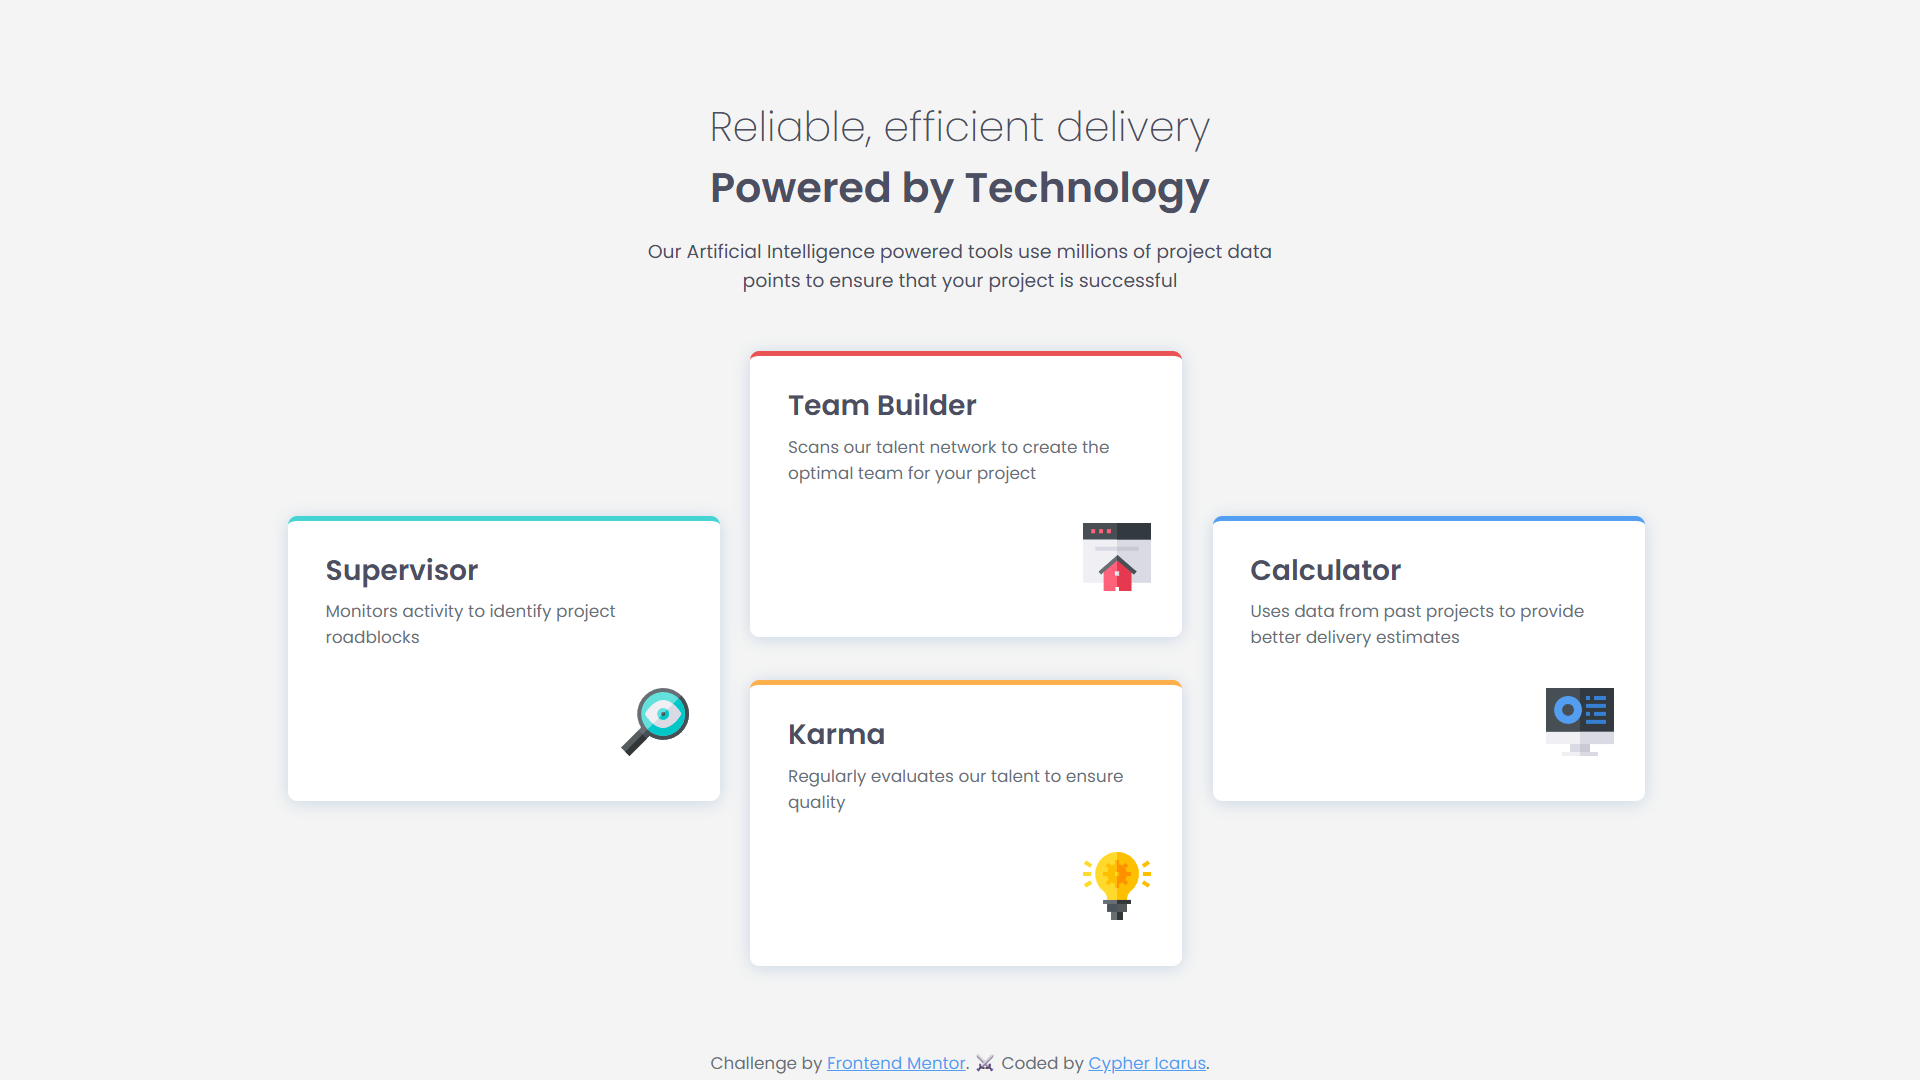 Reliable, efficient delivery
Powered by Technology
Our Artificial Intelligence powered tools use millions of project data
points to ensure that your project is successful
Team Builder
Scans our talent network to create the
optimal team for your project
Supervisor
Monitors activity to identify project
roadblocks
Calculator
Uses data from past projects to provide
better delivery estimates
Karma
Regularly evaluates our talent to ensure
quality
Challenge by Frontend Mentor. ⚔️ Coded by Cypher Icarus.